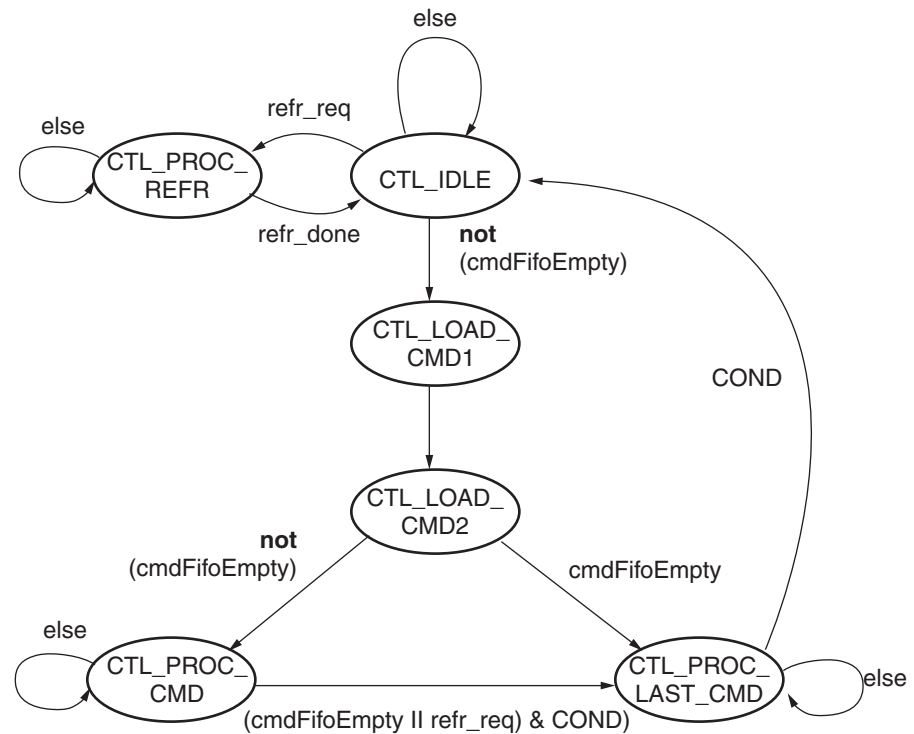 else
refr_req
else
CTL_PROC_
REFR
CTL_IDLE
refr_done
not
(cmdFifoEmpty)
CTL_LOAD_
CMD1
COND
CTL_LOAD_
CMD2
not
(cmdFifoEmpty)
cmdFifoEmpty
else
CTL_PROC_
CMD
CTL_PROC_
LAST_CMD
else
(cmdFifoEmpty II refr_req) & COND)